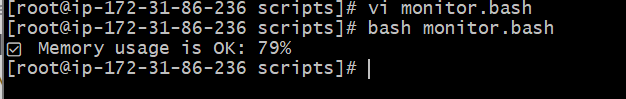 [root@ip-172-31-86-236 scripts]# vi monitor.bash
[root@ip-172-31-86-236 scripts]# bash monitor.bash
☑ Memory usage is OK: 79%
[root@ip-172-31-86-236 scripts]#